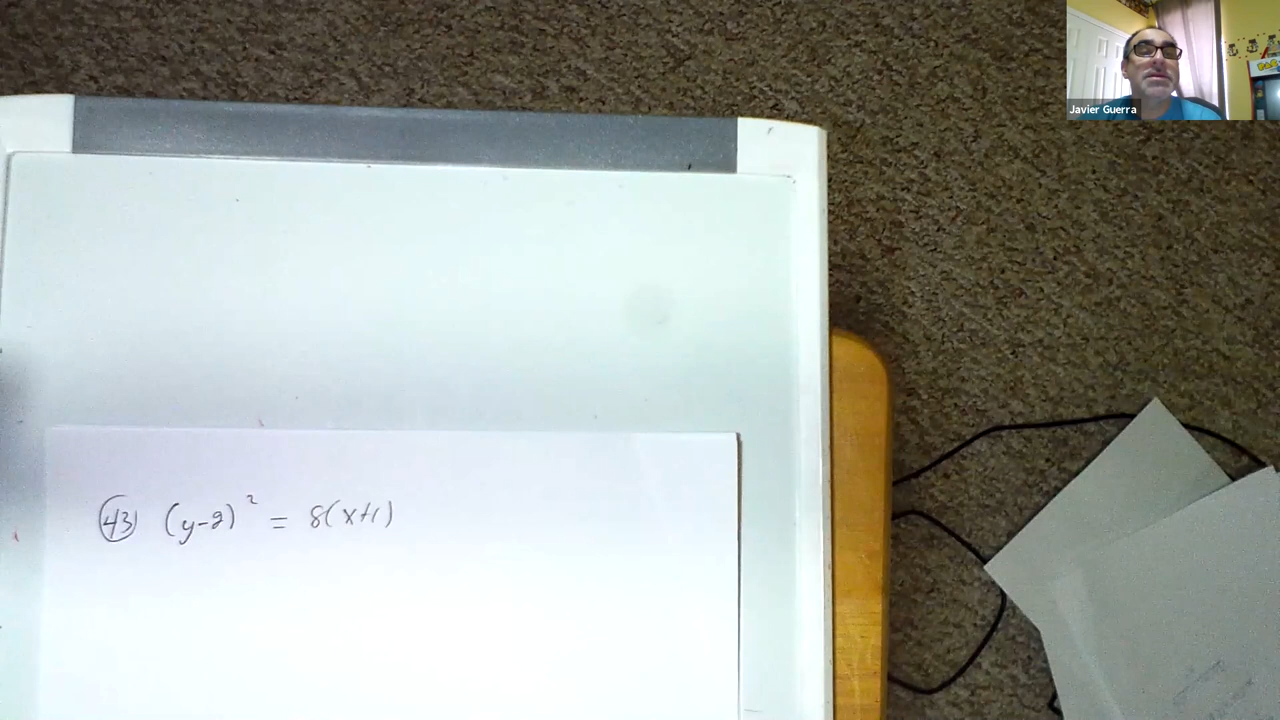 Javier Guerra
43 (y-2)² = 8(x+1)